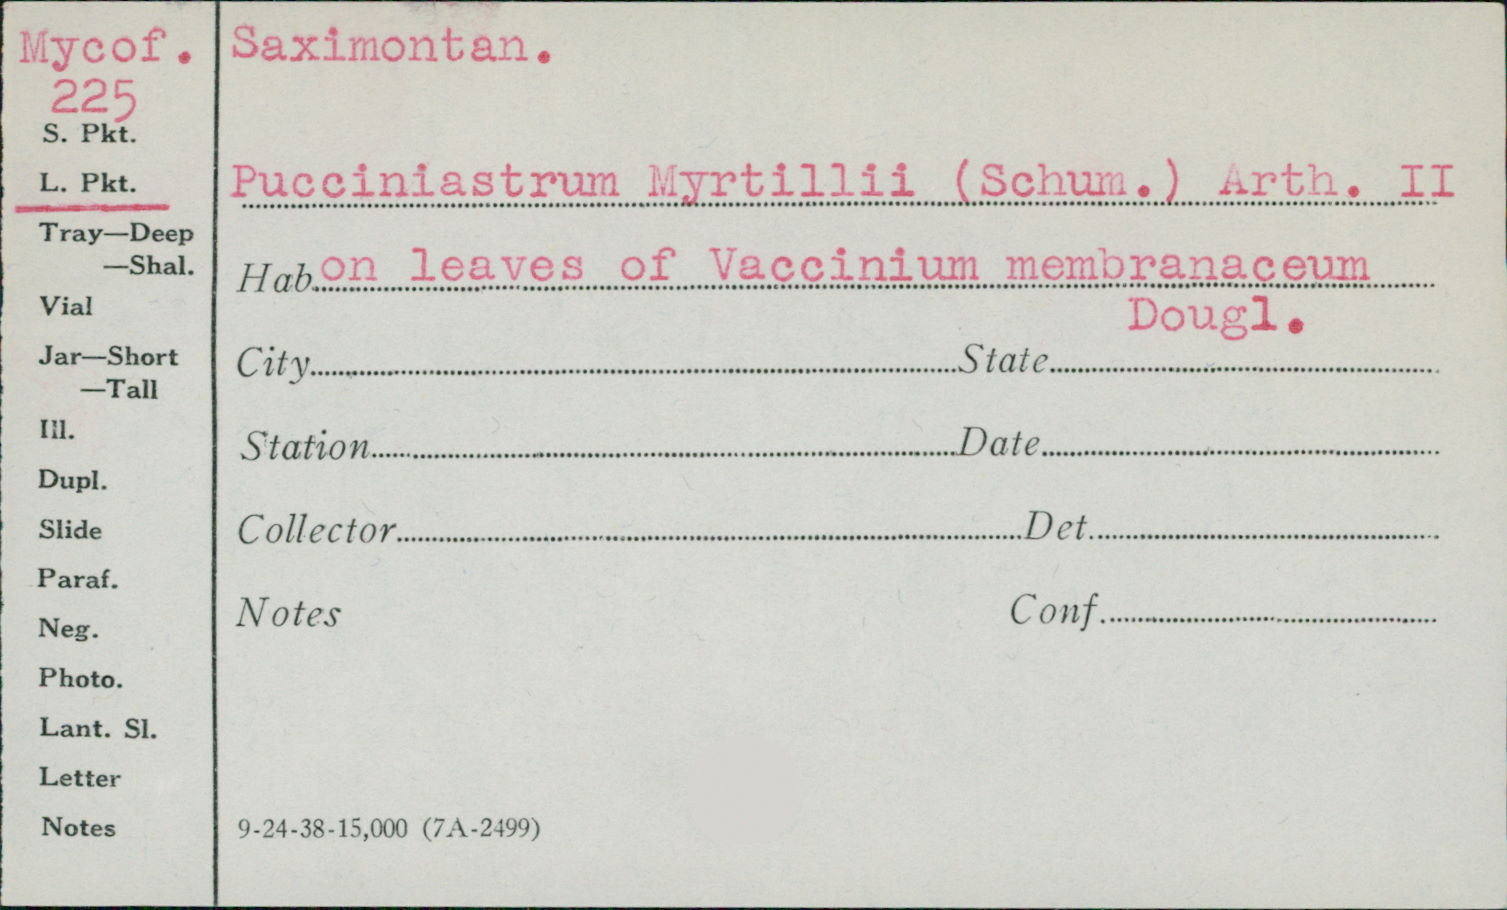 Mycof.
225
S. Pkt.
L. Pkt.
Tray—Deep
—Shal.
Vial
Jar—Short
—Tall
Ill.
Dupl.
Slide
Paraf.
Neg.
Photo.
Lant. Sl.
Letter
Notes
Saximontan.
Pucciniastrum Myrtillii (Schum.) Arth. II
Hab. on leaves of Vaccinium membranaceum
Dougl.
City State
Station Date
Collector Det.
Notes Conf.
9-24-38-15,000 (7A-2499)